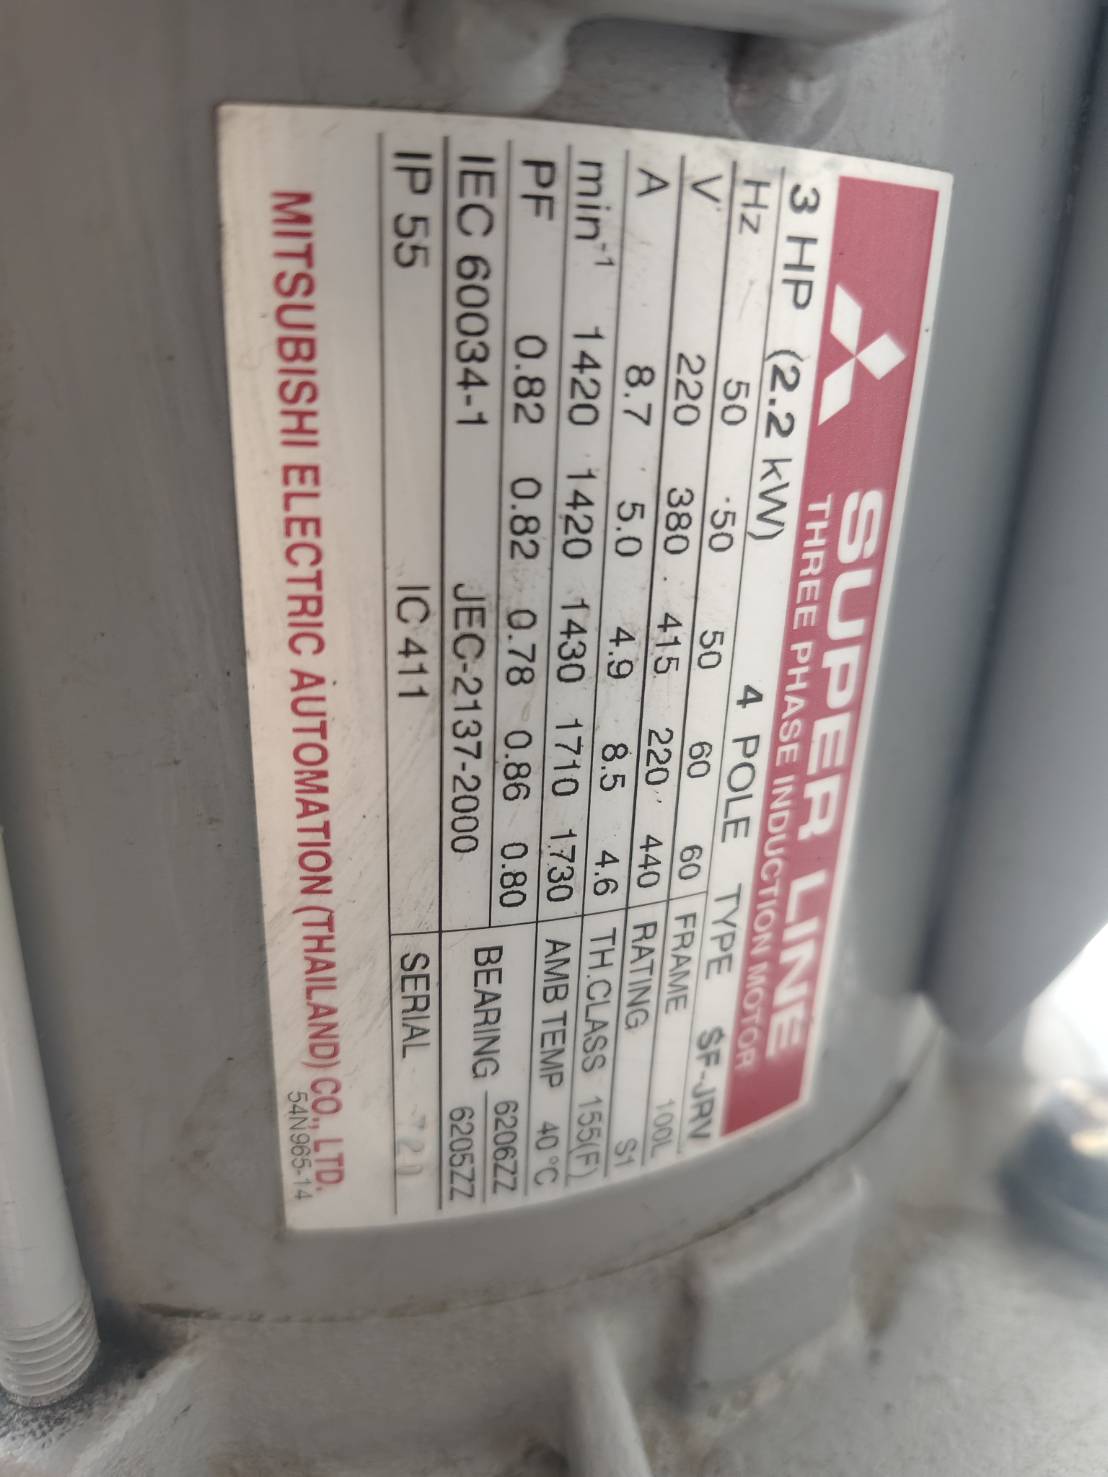 SUPER LINE
THREE PHASE INDUCTION MOTOR
3 HP (2.2 kW) 4 POLE TYPE SF-JRV
Hz 50 50 50 60 60 FRAME 100L
V 220 380 415 220 440 RATING S1
A 8.7 5.0 4.9 8.5 4.6 TH.CLASS 155(F)
min-1 1420 1420 1430 1710 1730 AMB TEMP 40°C
PF 0.82 0.82 0.78 0.86 0.80 BEARING 6206ZZ
IEC 60034-1 JEC-2137-2000 6205ZZ
IP 55 IC 411 SERIAL
MITSUBISHI ELECTRIC AUTOMATION (THAILAND) CO., LTD.
54N965-14